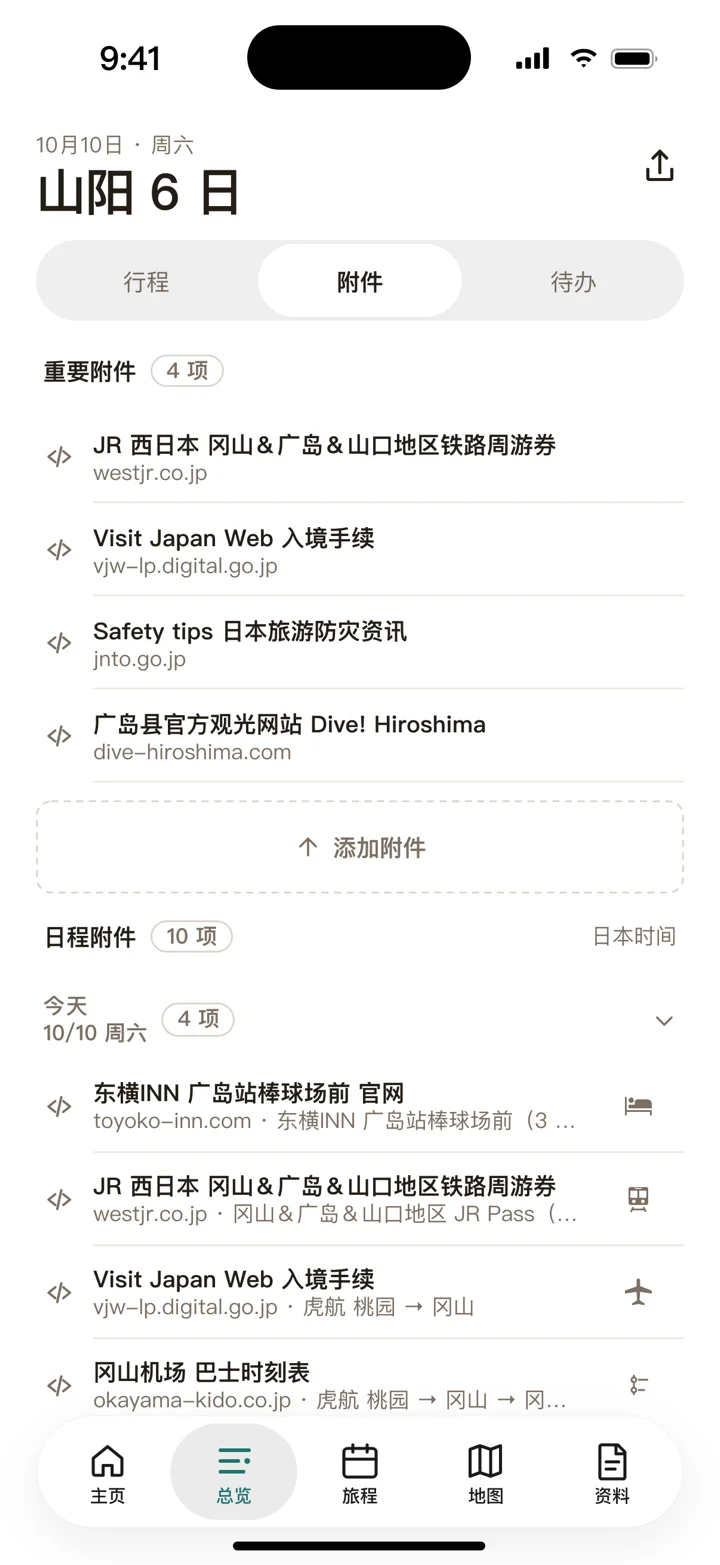 9:41
10月10日 · 周六
山阳 6 日
行程
附件
待办
重要附件 4 项
JR 西日本 冈山&广岛&山口地区铁路周游券
westjr.co.jp
Visit Japan Web 入境手续
vjw-lp.digital.go.jp
Safety tips 日本旅游防灾资讯
jnto.go.jp
广岛县官方观光网站 Dive! Hiroshima
dive-hiroshima.com
添加附件
日程附件 10 项
日本时间
今天
10/10 周六
4 项
东横INN 广岛站棒球场前 官网
toyoko-inn.com · 东横INN 广岛站棒球场前（3 ...
JR 西日本 冈山&广岛&山口地区铁路周游券
westjr.co.jp · 冈山&广岛&山口地区 JR Pass（...
Visit Japan Web 入境手续
vjw-lp.digital.go.jp · 虎航 桃园 → 冈山
冈山机场 巴士时刻表
okayama-kido.co.jp · 虎航 桃园 → 冈山 → 冈...
主页
总览
旅程
地图
资料